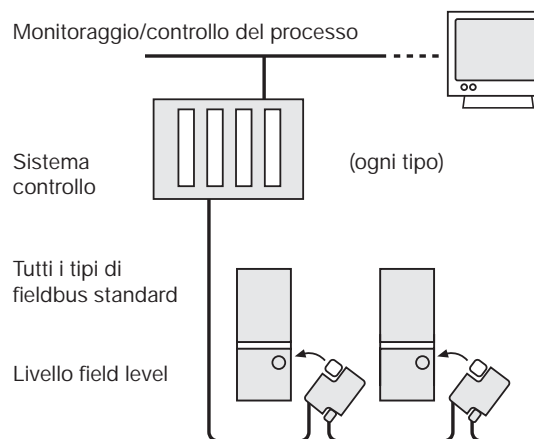 Monitoraggio/controllo del processo
Sistema
controllo
(ogni tipo)
Tutti i tipi di
fieldbus standard
Livello field level